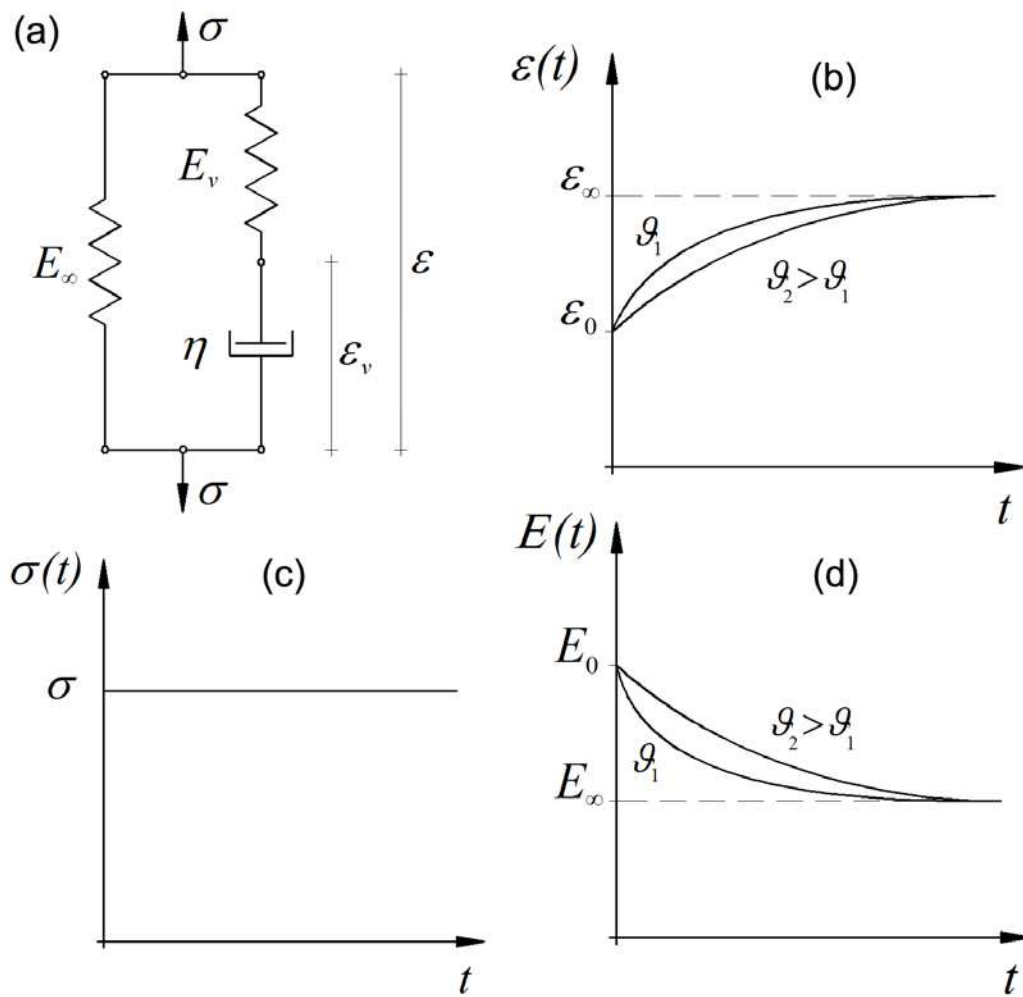 (a)
σ
E_v
E_∞
η
ε_v
ε
σ
(b)
ε(t)
ε_∞
ε_0
ϑ_1
ϑ_2>ϑ_1
t
(c)
σ(t)
σ
t
(d)
E(t)
E_0
E_∞
ϑ_2>ϑ_1
ϑ_1
t